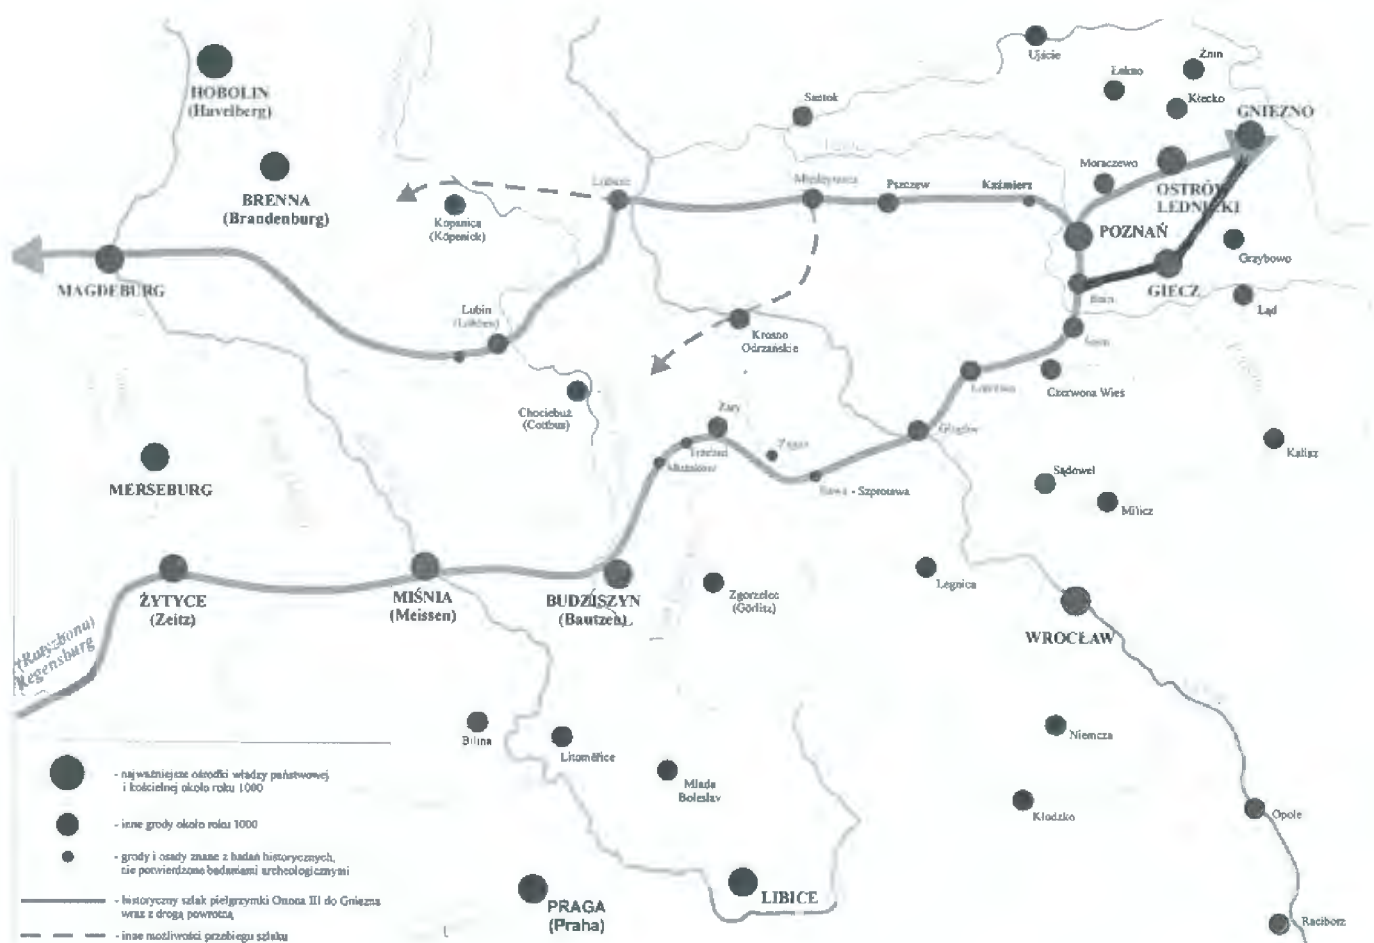 Ujście
Żnin
Łekno
Kłecko
HOBOLIN
(Havelberg)
Santok
GNIEZNO
BRENNA
(Brandenburg)
Moraczewo
OSTRÓW
LEDNICKI
Lubusz
Międzyrzecz
Pszczew
Kaźmierz
Kopanica
(Köpenick)
POZNAŃ
Grzybowo
MAGDEBURG
GIECZ
Ląd
Lubin
(Lübben)
Krosno
Odrzańskie
Czerwona Wieś
Chociebuż
(Cottbus)
Żary
Głogów
Kalisz
MERSEBURG
Sądowel
- Szprotawa
Milicz
ŻYTYCE
(Zeitz)
MIŚNIA
(Meissen)
BUDZISZYN
(Bautzen)
Zgorzelec
(Görlitz)
Legnica
WROCŁAW
(Ratyzbona)
Regensburg
Bilina
Litoměřice
Mlada
Boleslav
Niemcza
Kłodzko
Opole
Racibórz
PRAGA
(Praha)
LIBICE
- najważniejsze ośrodki władzy państwowej
i kościelnej około roku 1000
- inne grody około roku 1000
- grody i osady znane z badań historycznych,
nie potwierdzone badaniami archeologicznymi
- historyczny szlak pielgrzymki Ottona III do Gniezna
wraz z drogą powrotną
- inne możliwości przebiegu szlaku